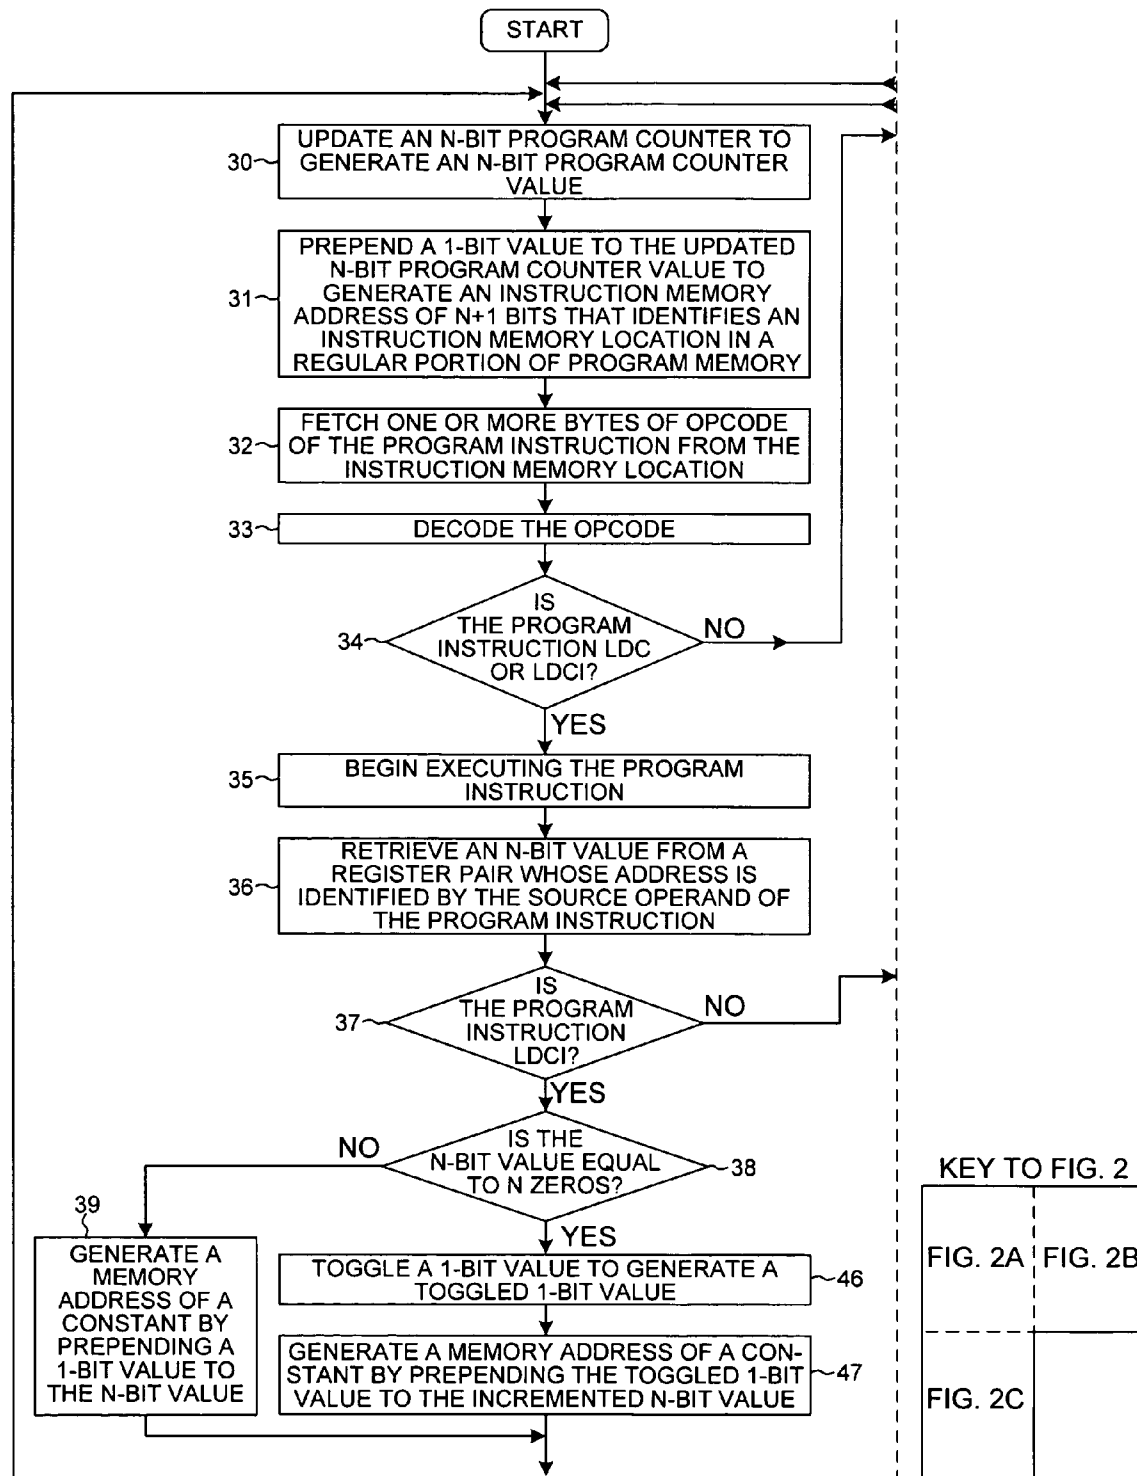 START
30
UPDATE AN N-BIT PROGRAM COUNTER TO
GENERATE AN N-BIT PROGRAM COUNTER
VALUE
31
PREPEND A 1-BIT VALUE TO THE UPDATED
N-BIT PROGRAM COUNTER VALUE TO
GENERATE AN INSTRUCTION MEMORY
ADDRESS OF N+1 BITS THAT IDENTIFIES AN
INSTRUCTION MEMORY LOCATION IN A
REGULAR PORTION OF PROGRAM MEMORY
32
FETCH ONE OR MORE BYTES OF OPCODE
OF THE PROGRAM INSTRUCTION FROM THE
INSTRUCTION MEMORY LOCATION
33
DECODE THE OPCODE
34
IS
THE PROGRAM
INSTRUCTION LDC
OR LDCI?
NO
YES
35
BEGIN EXECUTING THE PROGRAM
INSTRUCTION
36
RETRIEVE AN N-BIT VALUE FROM A
REGISTER PAIR WHOSE ADDRESS IS
IDENTIFIED BY THE SOURCE OPERAND OF
THE PROGRAM INSTRUCTION
37
IS
THE PROGRAM
INSTRUCTION
LDCI?
NO
YES
NO
IS THE
N-BIT VALUE EQUAL
TO N ZEROS?
38
YES
39
GENERATE A
MEMORY
ADDRESS OF A
CONSTANT BY
PREPENDING A
1-BIT VALUE TO
THE N-BIT VALUE
TOGGLE A 1-BIT VALUE TO GENERATE A
TOGGLED 1-BIT VALUE
46
GENERATE A MEMORY ADDRESS OF A CON-
STANT BY PREPENDING THE TOGGLED 1-BIT
VALUE TO THE INCREMENTED N-BIT VALUE
47
KEY TO FIG. 2
FIG. 2A
FIG. 2B
FIG. 2C